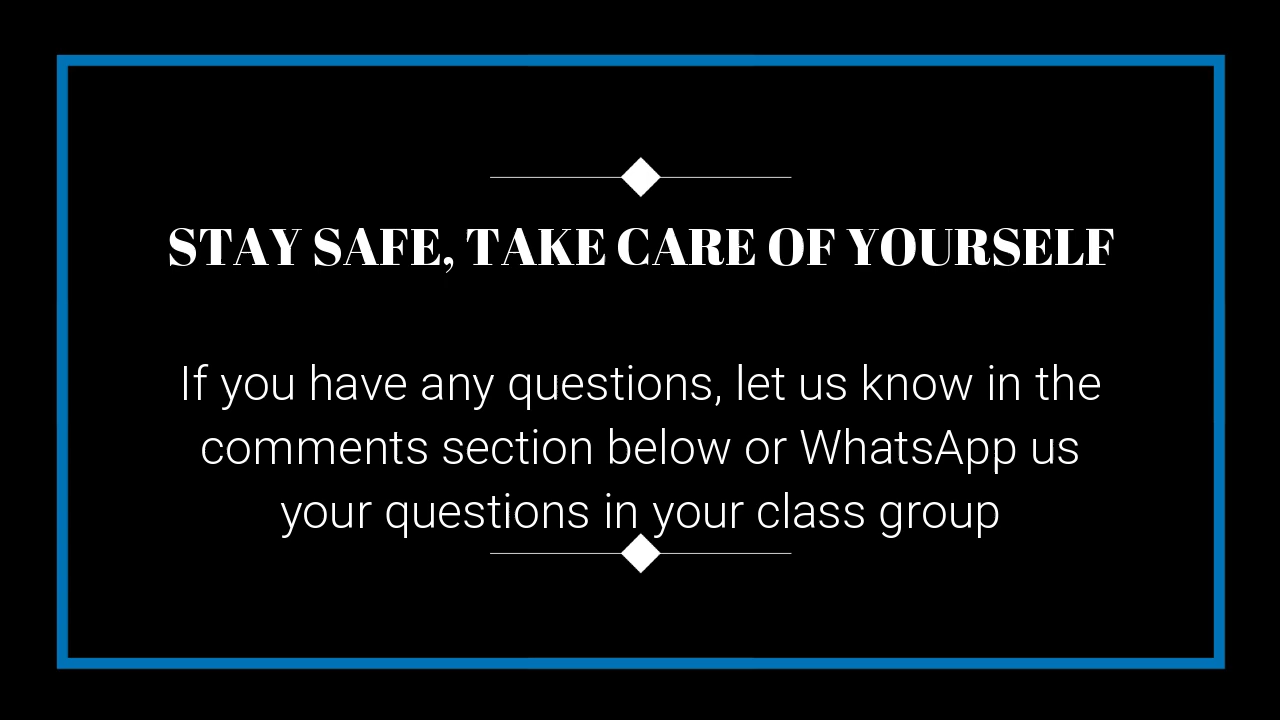 STAY SAFE, TAKE CARE OF YOURSELF
If you have any questions, let us know in the
comments section below or WhatsApp us
your questions in your class group